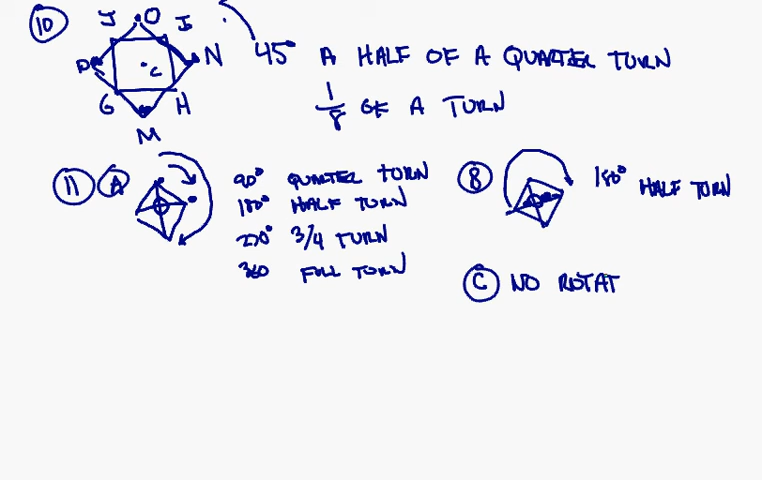 10 J O I
P C N 45° A HALF OF A QUARTER TURN
G H 1/8 OF A TURN
M
11 A 90° QUARTER TURN
180° HALF TURN
270° 3/4 TURN
360 FULL TURN
B 180° HALF TURN
C NO ROTAT